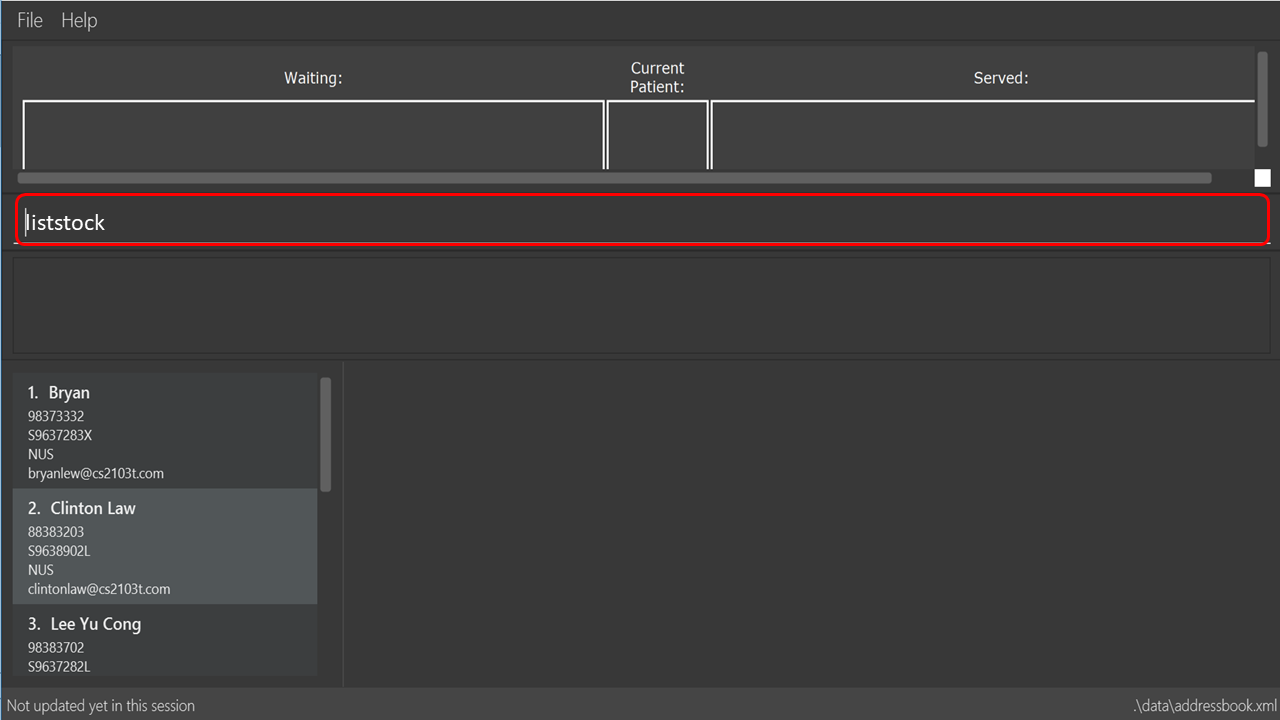 File Help
Waiting:
Current
Patient:
Served:
liststock
1. Bryan
98373332
S9637283X
NUS
bryanlew@cs2103t.com
2. Clinton Law
88383203
S9638902L
NUS
clintonlaw@cs2103t.com
3. Lee Yu Cong
98383702
S9637282L
Not updated yet in this session
.\data\addressbook.xml